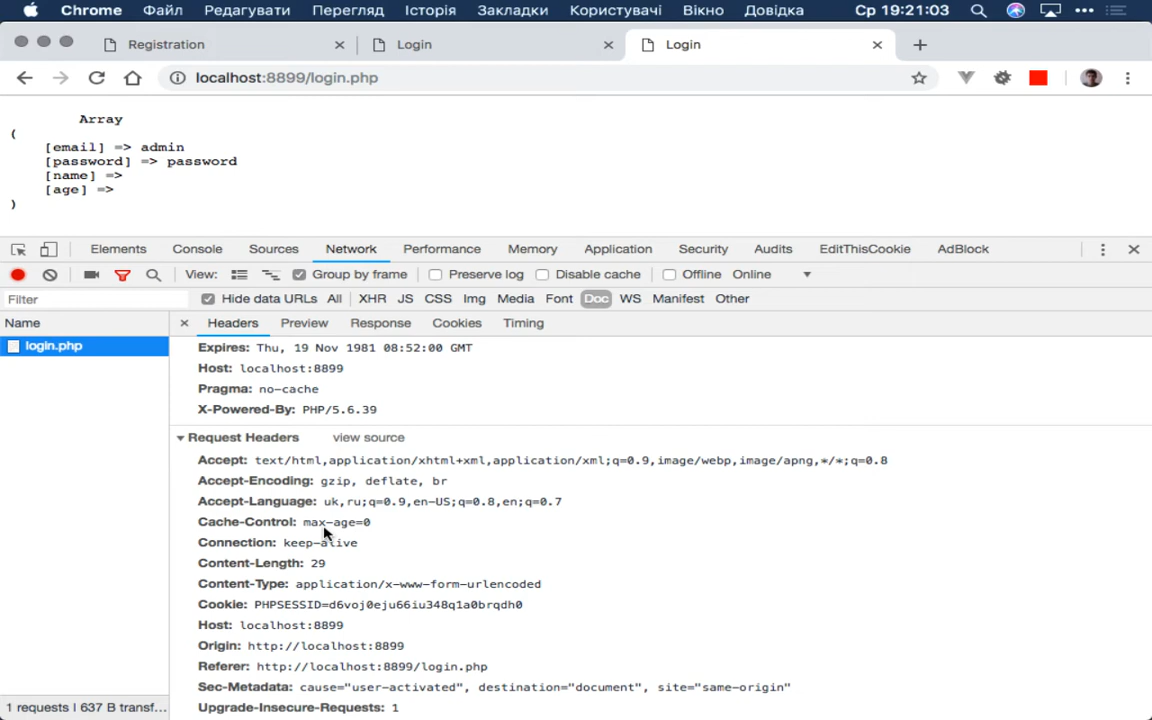 Chrome Файл Редагувати Перегляд Історія Закладки Користувачі Вікно Довідка Ср 19:21:03
Registration Login Login
localhost:8899/login.php
Array
(
[email] => admin
[password] => password
[name] =>
[age] =>
)
Elements Console Sources Network Performance Memory Application Security Audits EditThisCookie AdBlock
View: Group by frame Preserve log Disable cache Offline Online
Filter Hide data URLs All XHR JS CSS Img Media Font Doc WS Manifest Other
Name Headers Preview Response Cookies Timing
login.php
Expires: Thu, 19 Nov 1981 08:52:00 GMT
Host: localhost:8899
Pragma: no-cache
X-Powered-By: PHP/5.6.39
Request Headers view source
Accept: text/html,application/xhtml+xml,application/xml;q=0.9,image/webp,image/apng,*/*;q=0.8
Accept-Encoding: gzip, deflate, br
Accept-Language: uk,ru;q=0.9,en-US;q=0.8,en;q=0.7
Cache-Control: max-age=0
Connection: keep-alive
Content-Length: 29
Content-Type: application/x-www-form-urlencoded
Cookie: PHPSESSID=d6voj0eju66iu348q1a0brqdh0
Host: localhost:8899
Origin: http://localhost:8899
Referer: http://localhost:8899/login.php
Sec-Metadata: cause="user-activated", destination="document", site="same-origin"
Upgrade-Insecure-Requests: 1
1 requests | 637 B transf...